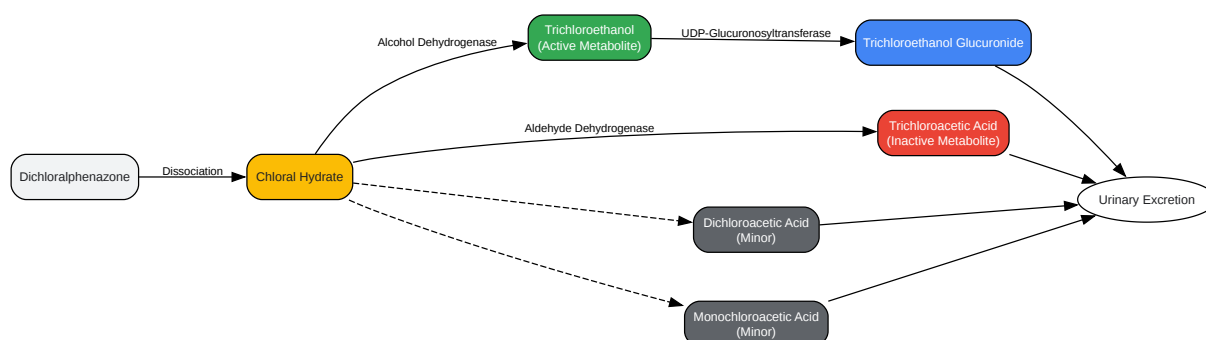 Trichloroethanol
(Active Metabolite)
UDP-Glucuronosyltransferase
Trichloroethanol Glucuronide
Alcohol Dehydrogenase
Aldehyde Dehydrogenase
Trichloroacetic Acid
(Inactive Metabolite)
Dichloralphenazone
Dissociation
Chloral Hydrate
Urinary Excretion
Dichloroacetic Acid
(Minor)
Monochloroacetic Acid
(Minor)